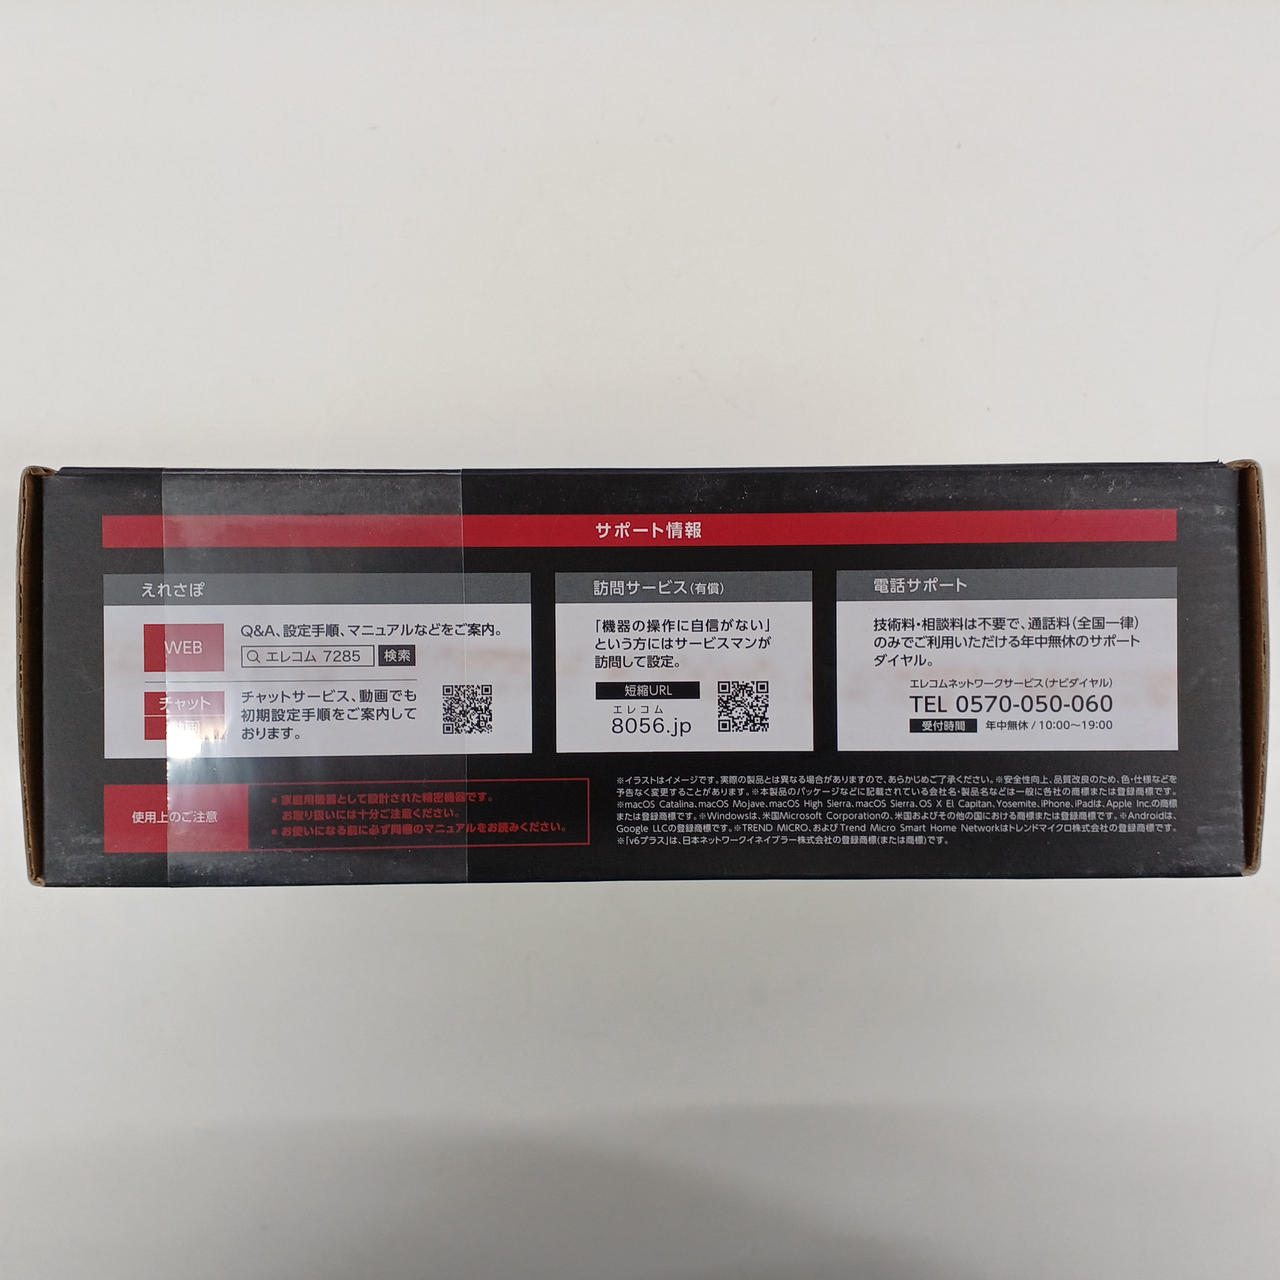 サポート情報
えれさぽ
WEB
Q&A、設定手順、マニュアルなどをご案内。
エレコム 7285 検索
チャット
動画
チャットサービス、動画でも
初期設定手順をご案内して
おります。
訪問サービス(有償)
「機器の操作に自信がない」
という方にはサービスマンが
訪問して設定。
短縮URL
エレコム
8056.jp
電話サポート
技術料・相談料は不要で、通話料(全国一律)
のみでご利用いただける年中無休のサポート
ダイヤル。
エレコムネットワークサービス(ナビダイヤル)
TEL 0570-050-060
受付時間 年中無休 / 10:00〜19:00
使用上のご注意
● 家庭用機器として設計された精密機器です。
お取り扱いには十分ご注意ください。
● お使いになる前に必ず同梱のマニュアルをお読みください。
※イラストはイメージです。実際の製品とは異なる場合がありますので、あらかじめご了承ください。※安全性向上、品質改良のため、色・仕様などを
予告なく変更することがあります。※本製品のパッケージなどに記載されている会社名・製品名などは一般に各社の商標または登録商標です。
※macOS Catalina、macOS Mojave、macOS High Sierra、macOS Sierra、OS X El Capitan、Yosemite、iPhone、iPadは、Apple Inc.の商標
または登録商標です。※Windowsは、米国Microsoft Corporationの、米国およびその他の国における商標または登録商標です。※Androidは、
Google LLCの登録商標です。※TREND MICRO、およびTrend Micro Smart Home Networkはトレンドマイクロ株式会社の登録商標です。
※「v6プラス」は、日本ネットワークイネイブラー株式会社の登録商標(または商標)です。